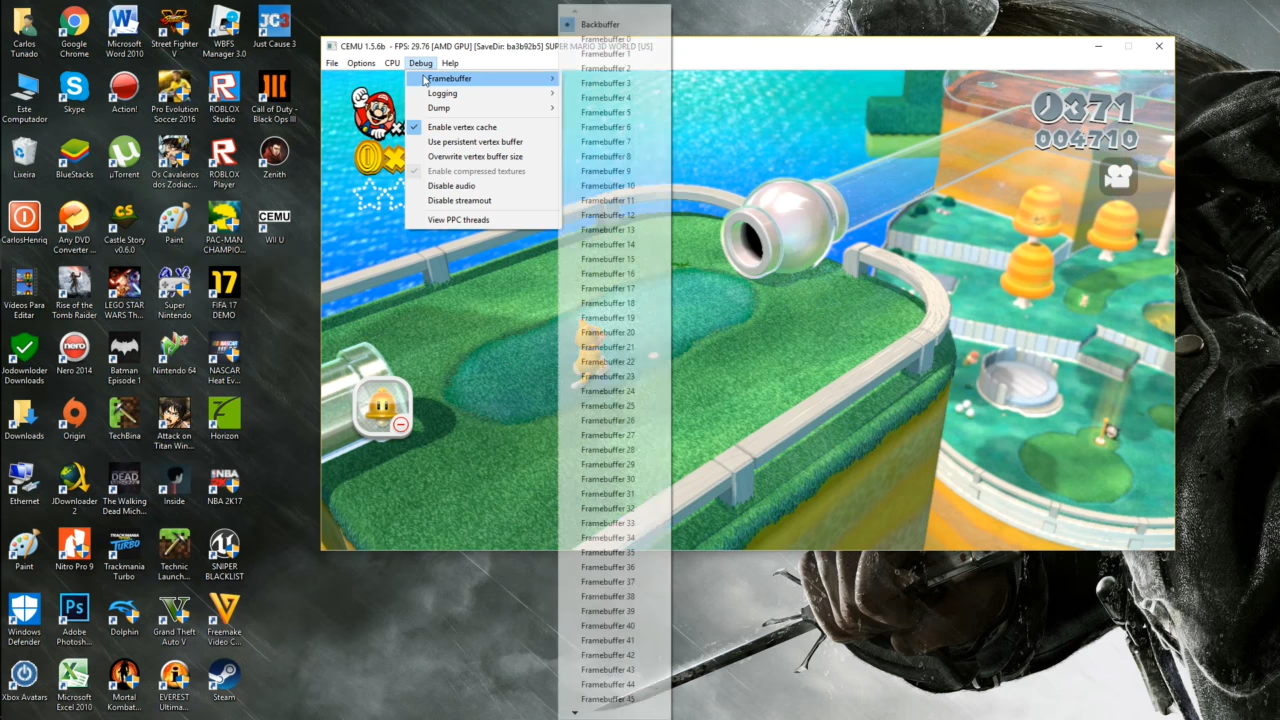 Carlos
Tunado
Google
Chrome
Microsoft
Word 2010
Street Fighter
V
WBFS
Manager 3.0
JC3
Just Cause 3
Este
Computador
Skype
Action!
Pro Evolution
Soccer 2016
ROBLOX
Studio
Call of Duty -
Black Ops III
Lixeira
BlueStacks
µTorrent
Os Cavaleiros
dos Zodiac...
ROBLOX
Player
Zenith
CarlosHenriq
Any DVD
Converter ...
CS
Castle Story
v0.6.0
Paint
PAC-MAN
CHAMPIO...
CEMU
WII U
Vídeos Para
Editar
Rise of the
Tomb Raider
LEGO STAR
WARS Th...
Super
Nintendo
17
FIFA 17
DEMO
Jodownloder
Downloads
nero
Nero 2014
Batman
Episode 1
Nintendo 64
NASCAR
Heat Ev...
Downloads
Origin
TechBina
Attack on
Titan Win...
Horizon
Ethernet
JDownloader
2
DEAD
The Walking
Dead Mich...
Inside
NBA
NBA 2K17
Paint
Nitro Pro 9
TRACKMANIA
TURBO
Trackmania
Turbo
Technic
Launch...
SNIPER
BLACKLIST
Windows
Defender
Ps
Adobe
Photosh...
Dolphin
Grand Theft
Auto V
Freemake
Video C...
Xbox Avatars
Microsoft
Excel 2010
Mortal
Kombat...
EVEREST
Ultima...
Steam
CEMU 1.5.6b - FPS: 29.76 [AMD GPU] [SaveDir: ba3b92b5] SUPER MARIO 3D WORLD [US]
File Options CPU Debug Help
Framebuffer
Logging
Dump
Enable vertex cache
Use persistent vertex buffer
Overwrite vertex buffer size
Enable compressed textures
Disable audio
Disable streamout
View PPC threads
Backbuffer
Framebuffer 0
Framebuffer 1
Framebuffer 2
Framebuffer 3
Framebuffer 4
Framebuffer 5
Framebuffer 6
Framebuffer 7
Framebuffer 8
Framebuffer 9
Framebuffer 10
Framebuffer 11
Framebuffer 12
Framebuffer 13
Framebuffer 14
Framebuffer 15
Framebuffer 16
Framebuffer 17
Framebuffer 18
Framebuffer 19
Framebuffer 20
Framebuffer 21
Framebuffer 22
Framebuffer 23
Framebuffer 24
Framebuffer 25
Framebuffer 26
Framebuffer 27
Framebuffer 28
Framebuffer 29
Framebuffer 30
Framebuffer 31
Framebuffer 32
Framebuffer 33
Framebuffer 34
Framebuffer 35
Framebuffer 36
Framebuffer 37
Framebuffer 38
Framebuffer 39
Framebuffer 40
Framebuffer 41
Framebuffer 42
Framebuffer 43
Framebuffer 44
Framebuffer 45
371
004710